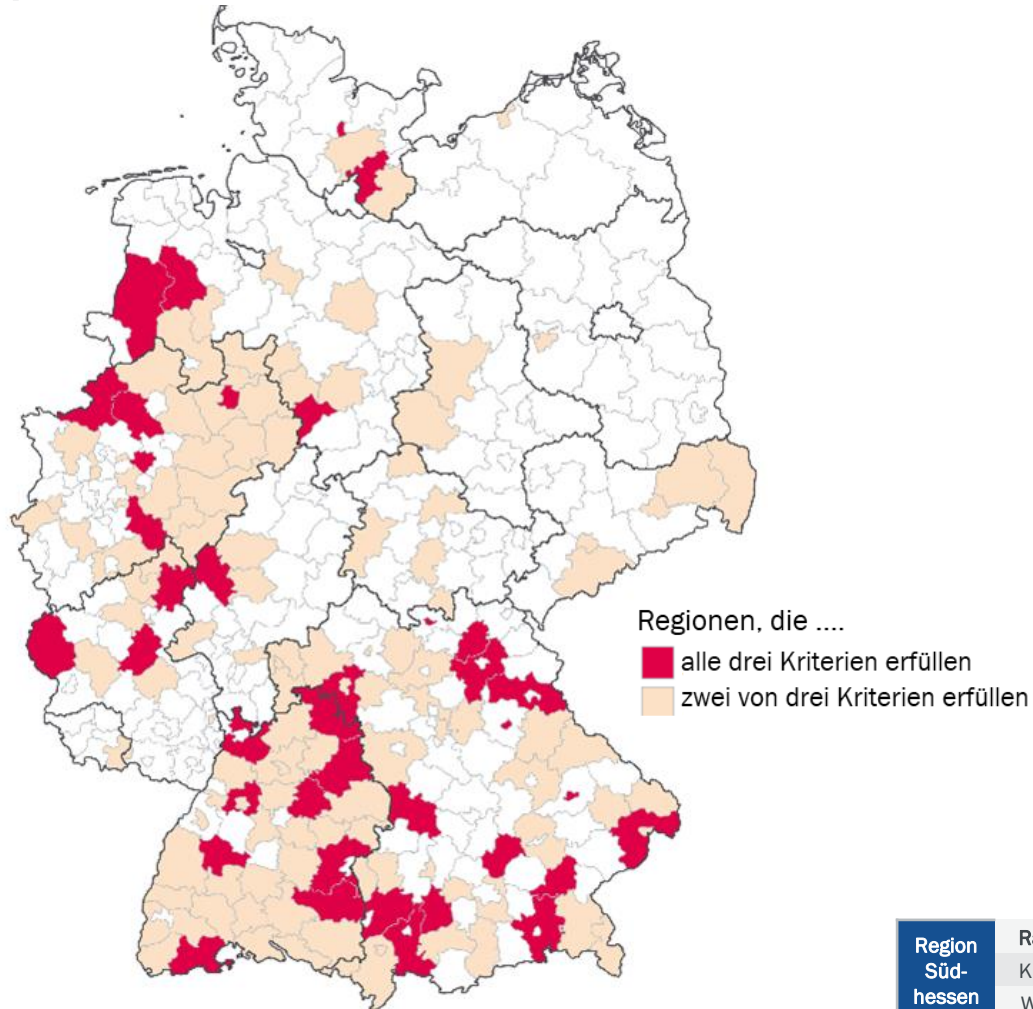 Regionen, die ....
alle drei Kriterien erfüllen
zwei von drei Kriterien erfüllen
Region
Süd-
hessen